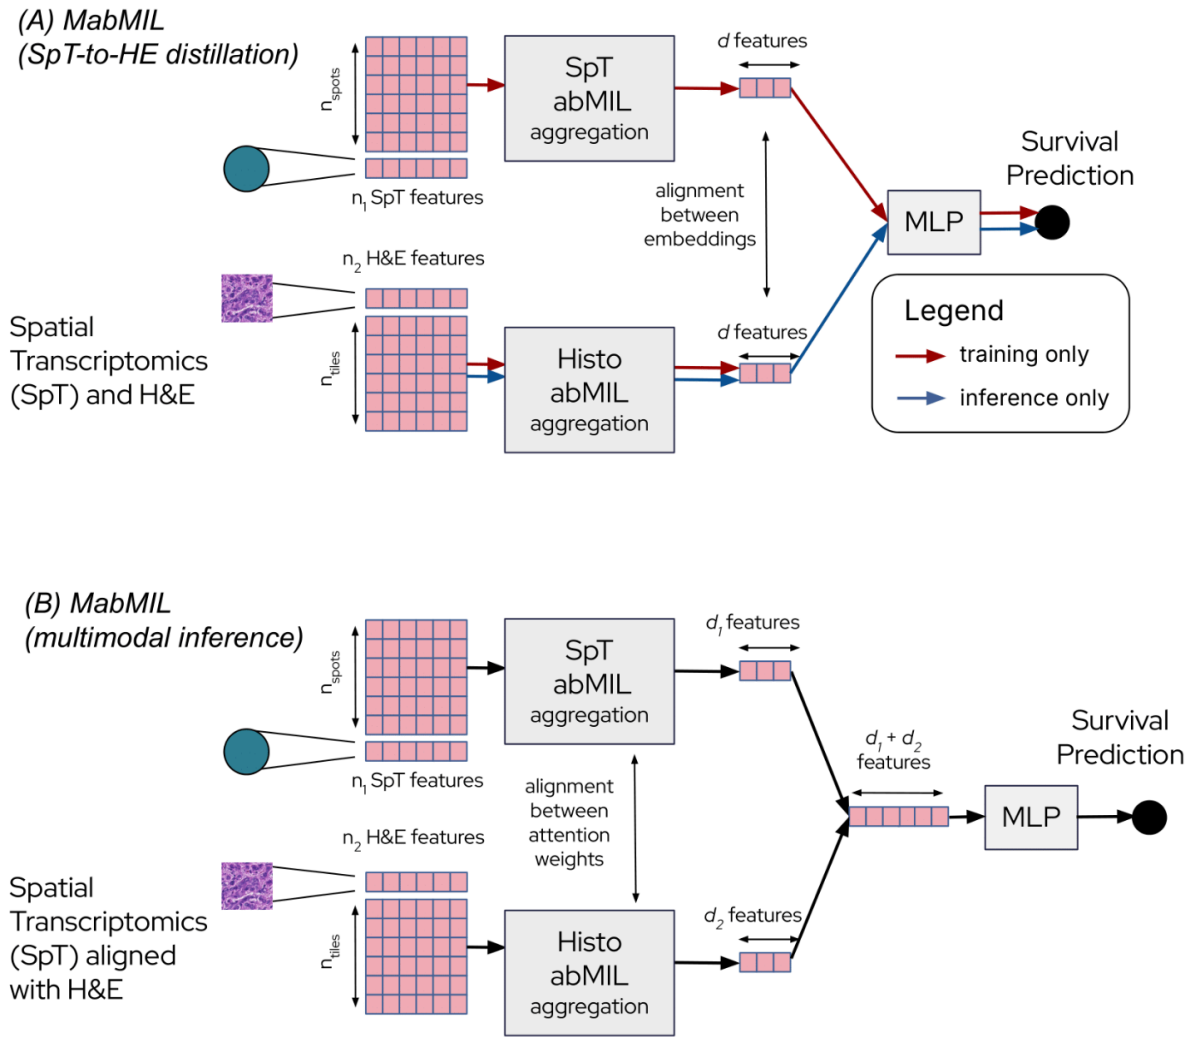 (A) MabMIL
(SpT-to-HE distillation)
n_spots
n_1 SpT features
SpT
abMIL
aggregation
d features
alignment
between
embeddings
n_2 H&E features
Spatial
Transcriptomics
(SpT) and H&E
n_tiles
Histo
abMIL
aggregation
d features
MLP
Survival
Prediction
Legend
training only
inference only
(B) MabMIL
(multimodal inference)
n_spots
n_1 SpT features
SpT
abMIL
aggregation
d_1 features
alignment
between
attention
weights
n_2 H&E features
Spatial
Transcriptomics
(SpT) aligned
with H&E
n_tiles
Histo
abMIL
aggregation
d_2 features
d_1 + d_2
features
MLP
Survival
Prediction